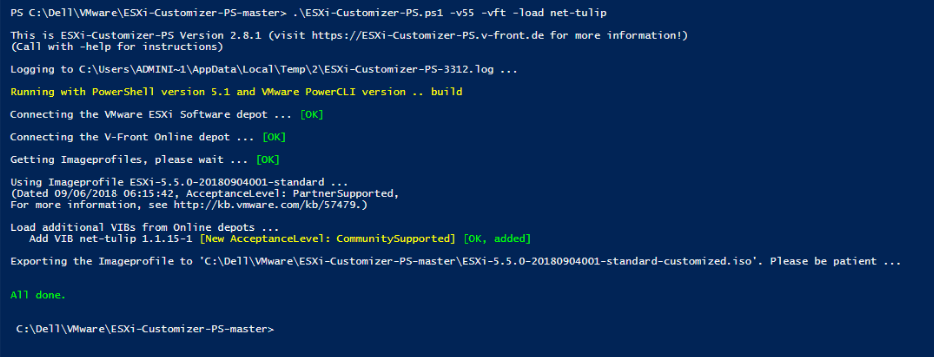 PS C:\Dell\VMware\ESXi-Customizer-PS-master> .\ESXi-Customizer-PS.ps1 -v55 -vft -load net-tulip
This is ESXi-Customizer-PS Version 2.8.1 (visit https://ESXi-Customizer-PS.v-front.de for more information!)
(Call with -help for instructions)
Logging to C:\Users\ADMINI~1\AppData\Local\Temp\2\ESXi-Customizer-PS-3312.log ...
Running with PowerShell version 5.1 and VMware PowerCLI version .. build
Connecting the VMware ESXi Software depot ... [OK]
Connecting the V-Front Online depot ... [OK]
Getting Imageprofiles, please wait ... [OK]
Using Imageprofile ESXi-5.5.0-20180904001-standard ...
(Dated 09/06/2018 06:15:42, AcceptanceLevel: PartnerSupported,
For more information, see http://kb.vmware.com/kb/57479.)
Load additional VIBs from Online depots ...
Add VIB net-tulip 1.1.15-1 [New AcceptanceLevel: CommunitySupported] [OK, added]
Exporting the Imageprofile to 'C:\Dell\VMware\ESXi-Customizer-PS-master\ESXi-5.5.0-20180904001-standard-customized.iso'. Please be patient ...
All done.
C:\Dell\VMware\ESXi-Customizer-PS-master>